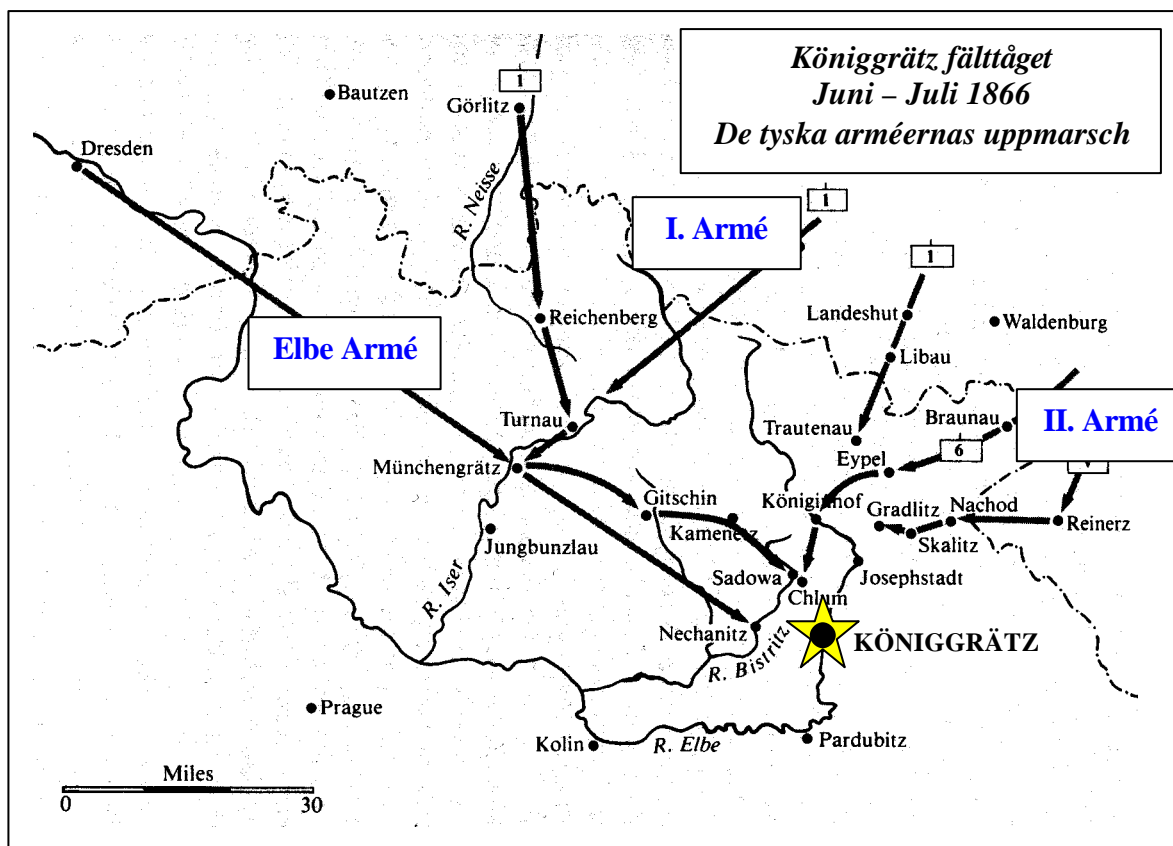 Königgrätz fälttåget
Juni – Juli 1866
De tyska arméernas uppmarsch
1
Bautzen
Görlitz
Dresden
R. Neisse
I. Armé
1
1
Landeshut
Waldenburg
Reichenberg
Elbe Armé
Libau
Turnau
Trautenau
Braunau
II. Armé
Eypel
6
Münchengrätz
Gitschin
Königinhof
Gradlitz
Nachod
Reinerz
Kamenetz
Skalitz
Jungbunzlau
Sadowa
Josephstadt
R. Iser
Chlum
Nechanitz
R. Bistritz
KÖNIGGRÄTZ
Prague
Kolin
R. Elbe
Pardubitz
Miles
0
30